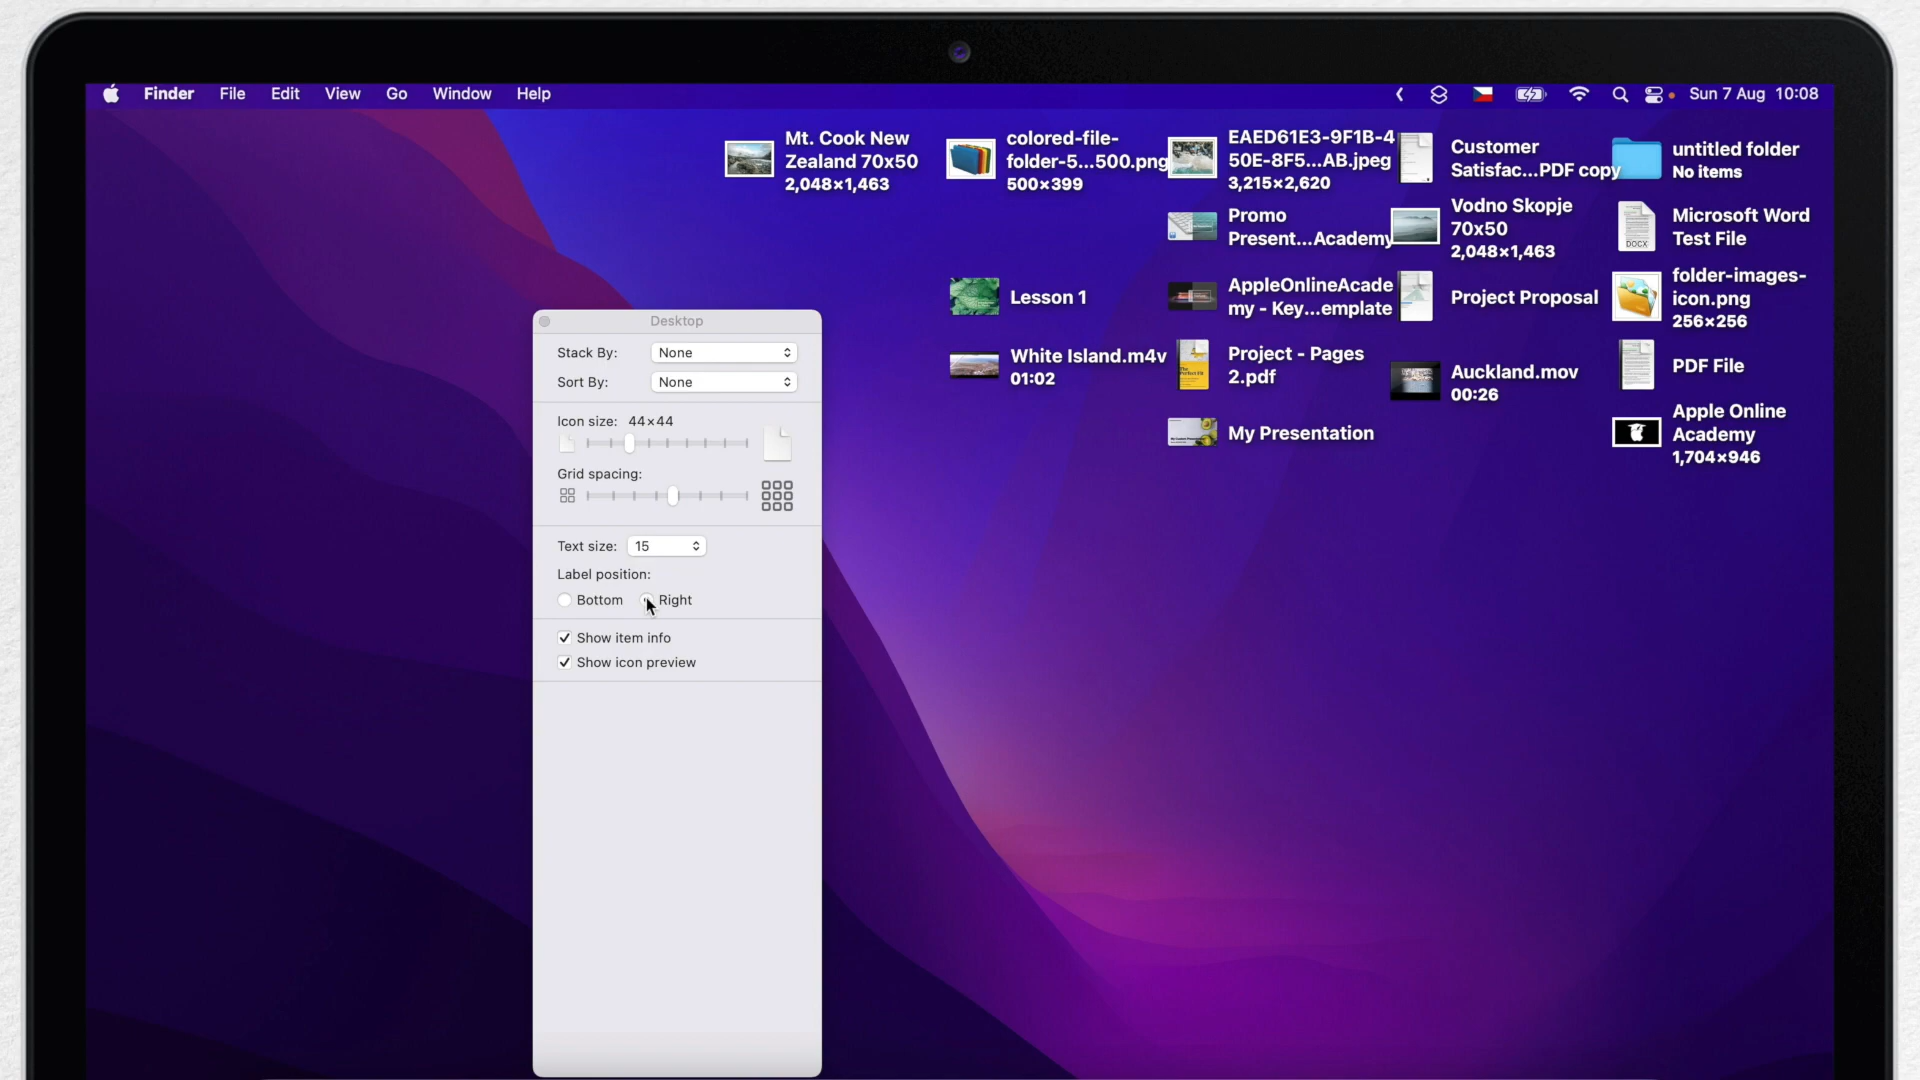 Finder File Edit View Go Window Help Sun 7 Aug 10:08
Mt. Cook New
Zealand 70x50
2,048×1,463
colored-file-
folder-5...500.png
500×399
EAED61E3-9F1B-4
50E-8F5...AB.jpeg
3,215×2,620
Customer
Satisfac...PDF copy
untitled folder
No items
Promo
Present...Academy
Vodno Skopje
70x50
2,048×1,463
Microsoft Word
Test File
DOCX
Lesson 1
AppleOnlineAcade
my - Key...emplate
Project Proposal
folder-images-
icon.png
256×256
White Island.m4v
01:02
Project - Pages
2.pdf
Auckland.mov
00:26
PDF File
My Presentation
Apple Online
Academy
1,704×946
Desktop
Stack By: None
Sort By: None
Icon size: 44×44
Grid spacing:
Text size: 15
Label position:
Bottom Right
Show item info
Show icon preview